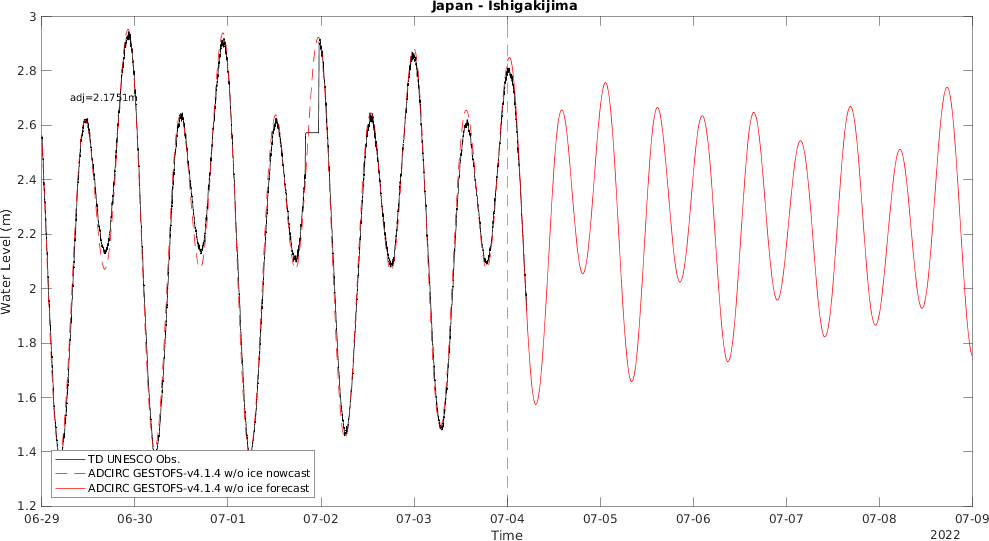 Japan - Ishigakijima
3
2.8
2.6
2.4
2.2
2
1.8
1.6
1.4
1.2
Water Level (m)
adj=2.1751m
TD UNESCO Obs.
ADCIRC GESTOFS-v4.1.4 w/o ice nowcast
ADCIRC GESTOFS-v4.1.4 w/o ice forecast
06-29 06-30 07-01 07-02 07-03 07-04 07-05 07-06 07-07 07-08 07-09
Time
2022